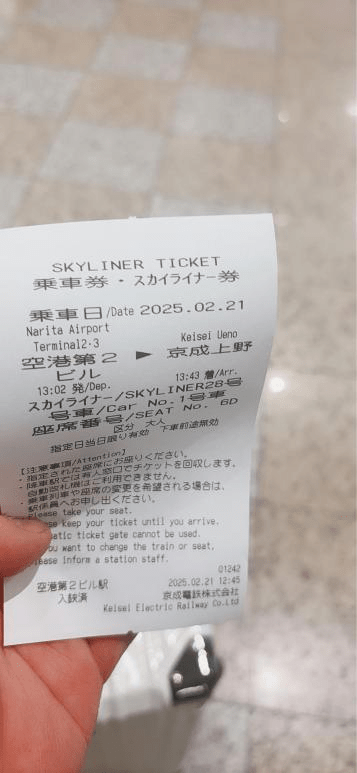 SKYLINER TICKET
乗車券・スカイライナー券
乗車日/Date 2025.02.21
Narita Airport
Terminal2·3
Keisei Ueno
空港第2ビル ► 京成上野
13:02 発/Dep.
13:43 着/Arr.
スカイライナー/SKYLINER28号
号車/Car No.1号車
座席番号/SEAT No. 6D
区分 大人
指定日当日限り有効 下車前途無効
【注意事項/Attention】
・指定された座席にお座りください。
・降車駅では有人窓口でチケットを回収します。
自動改札機はご利用できません。
・乗車列車や座席の変更を希望される場合は、
駅係員へお申し出ください。
Please take your seat.
keep your ticket until you arrive.
ticket gate cannot be used.
you want to change the train or seat,
please inform a station staff.
01242
空港第2ビル駅
入鋏済
2025.02.21 12:45
京成電鉄株式会社
Keisei Electric Railway Co.Ltd